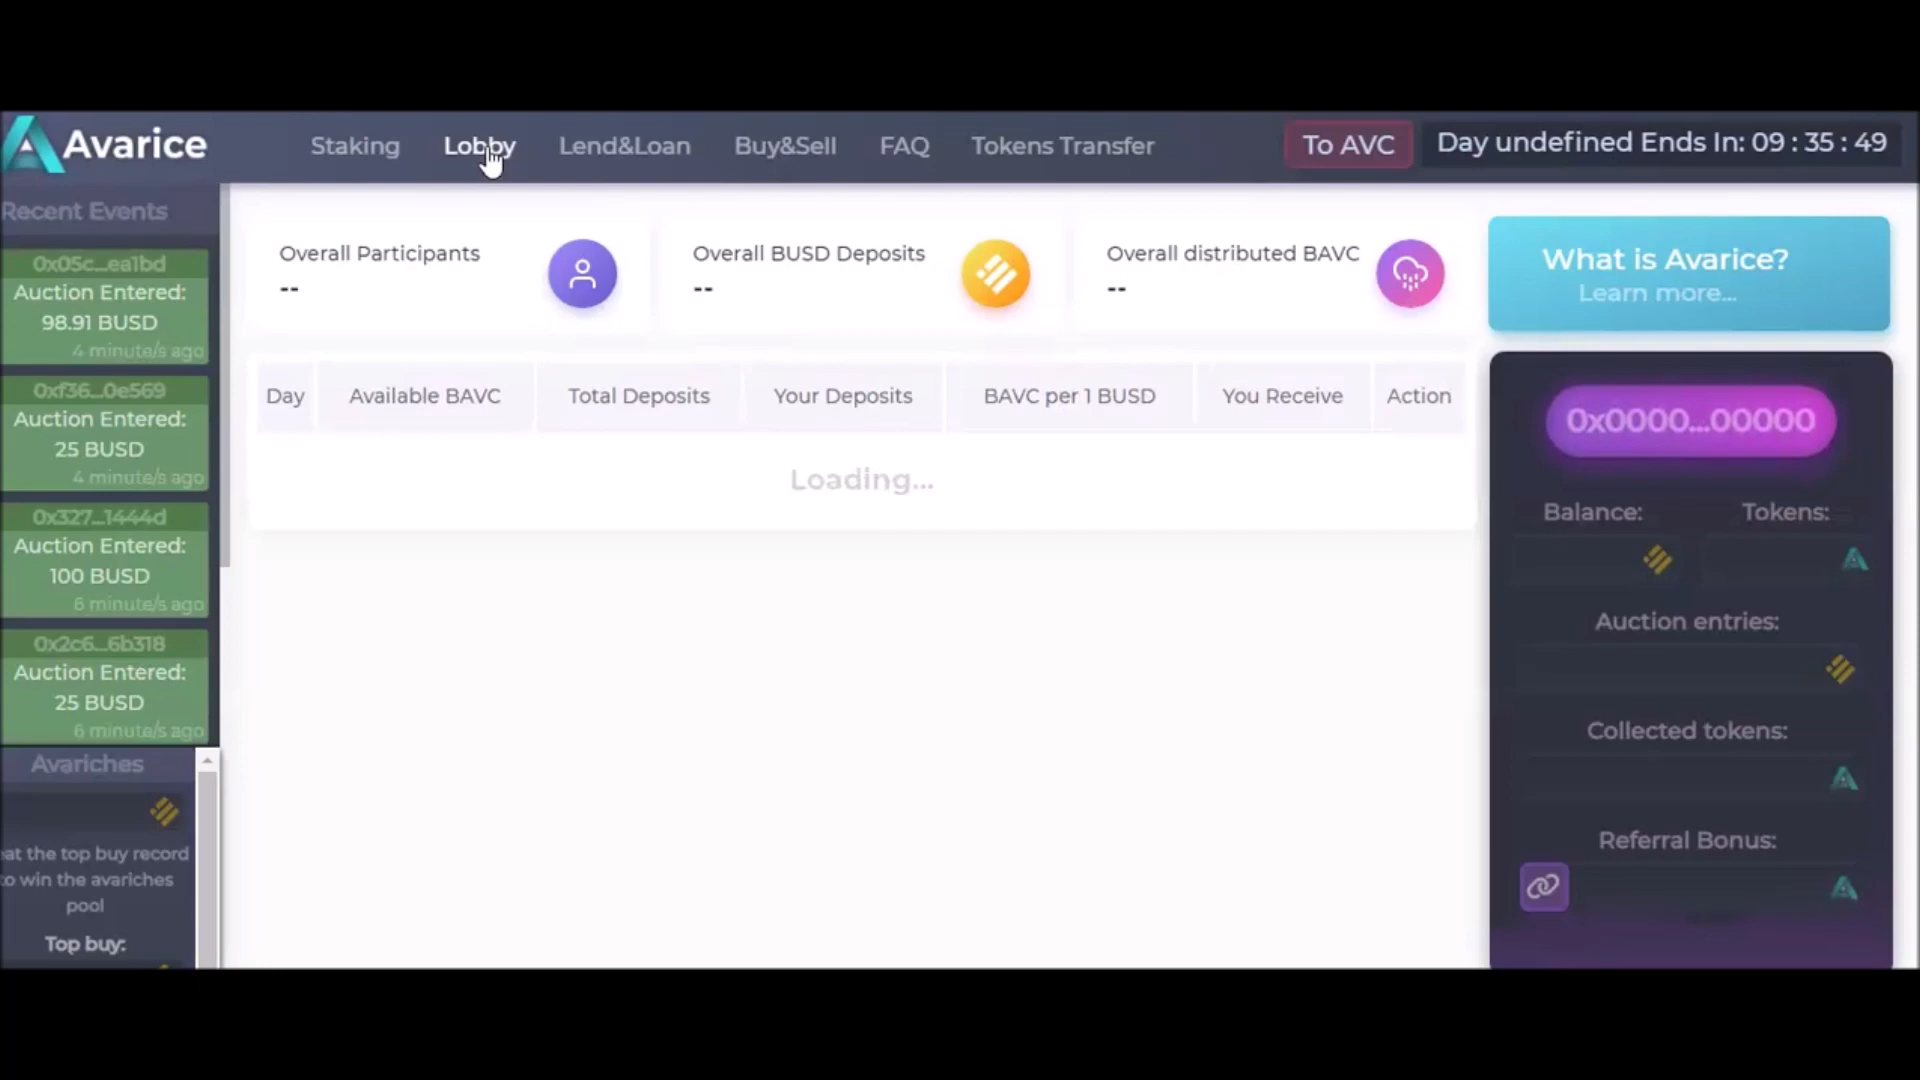 Avarice
Staking
Lobby
Lend&Loan
Buy&Sell
FAQ
Tokens Transfer
To AVC
Day undefined Ends In: 09 : 35 : 49
Recent Events
0x05c...ea1bd
Auction Entered:
98.91 BUSD
4 minute/s ago
0xf36...0e569
Auction Entered:
25 BUSD
4 minute/s ago
0x327...1444d
Auction Entered:
100 BUSD
6 minute/s ago
0x2c6...6b318
Auction Entered:
25 BUSD
6 minute/s ago
Avariches
eat the top buy record
to win the avariches
pool
Top buy:
Overall Participants
--
Overall BUSD Deposits
--
Overall distributed BAVC
--
Day
Available BAVC
Total Deposits
Your Deposits
BAVC per 1 BUSD
You Receive
Action
Loading...
What is Avarice?
Learn more...
0x0000...00000
Balance:
Tokens:
Auction entries:
Collected tokens:
Referral Bonus: